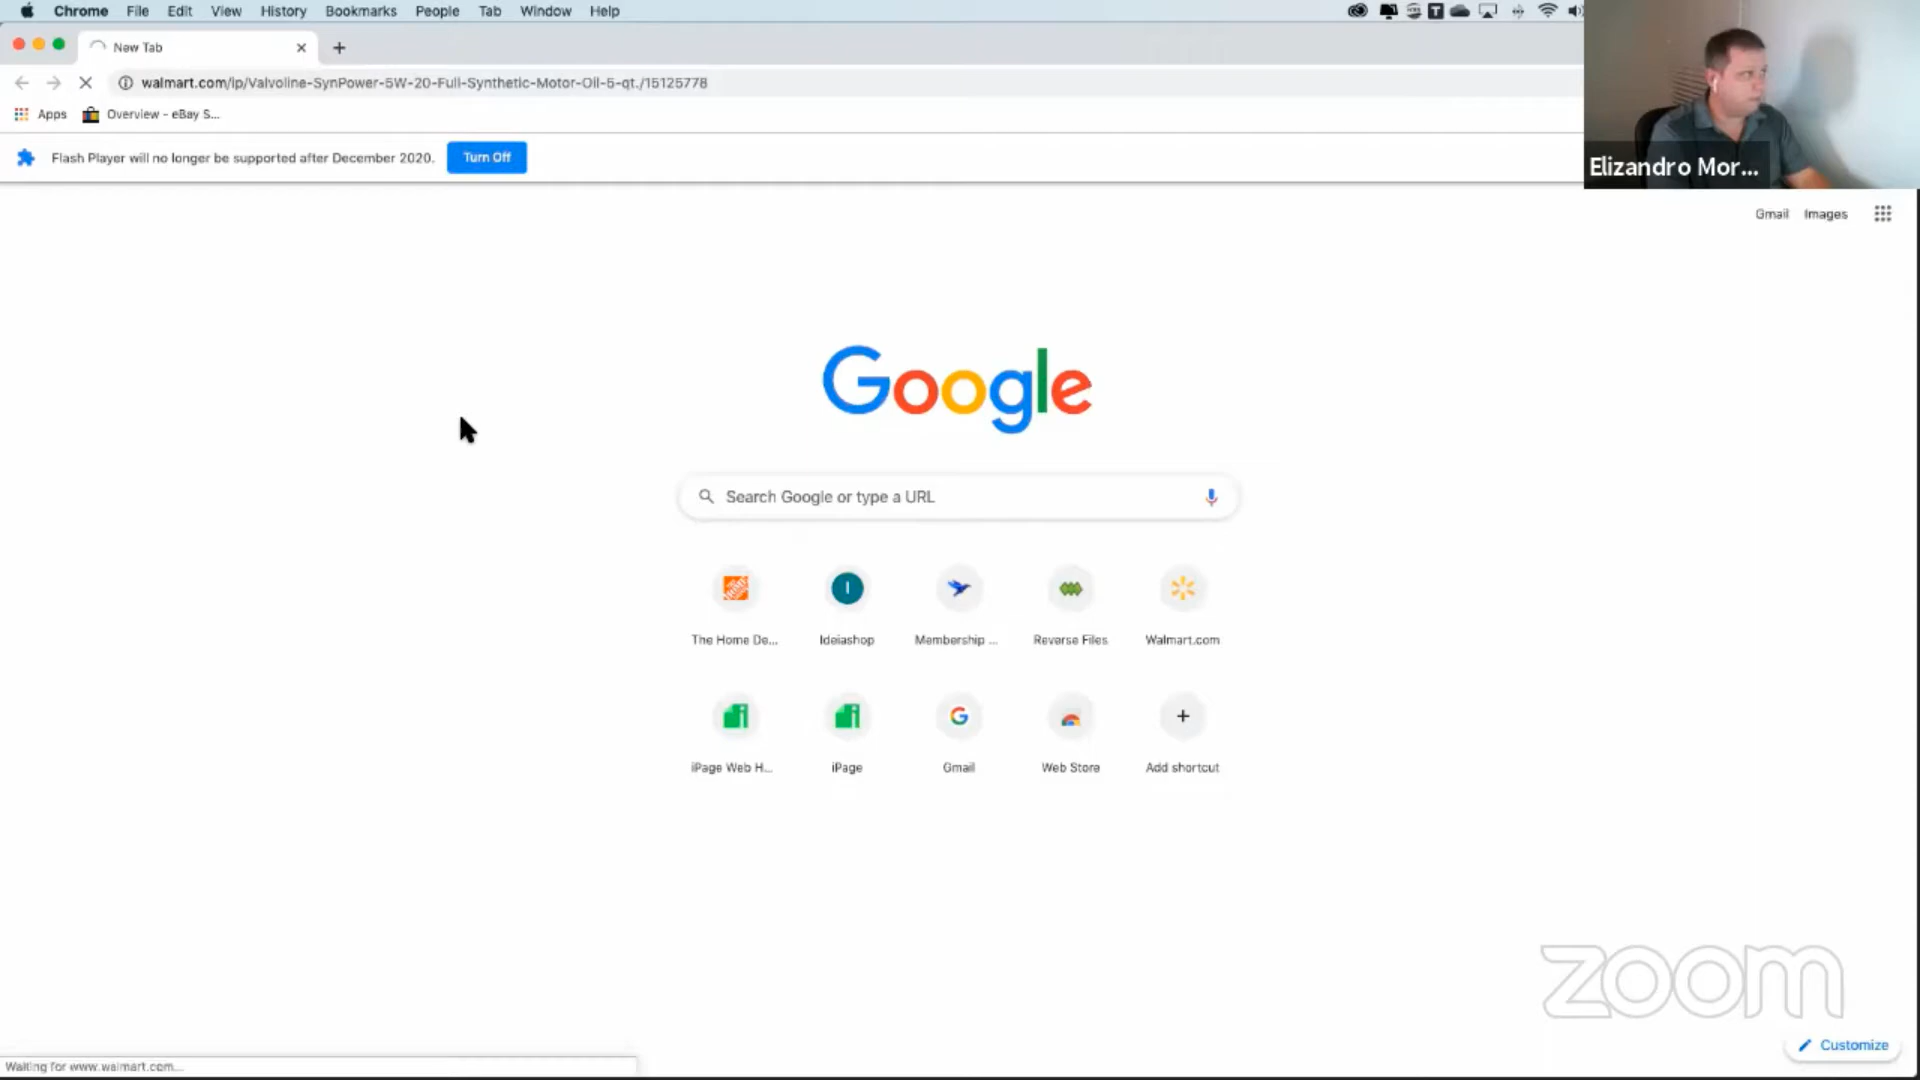 Chrome File Edit View History Bookmarks People Tab Window Help
New Tab
walmart.com/ip/Valvoline-SynPower-5W-20-Full-Synthetic-Motor-Oil-5-qt./15125778
Apps Overview - eBay S...
Flash Player will no longer be supported after December 2020. Turn Off
Elizandro Mor...
Gmail Images
Google
Search Google or type a URL
The Home De... Ideiashop Membership ... Reverse Files Walmart.com
iPage Web H... iPage Gmail Web Store Add shortcut
zoom
Customize
Waiting for www.walmart.com...